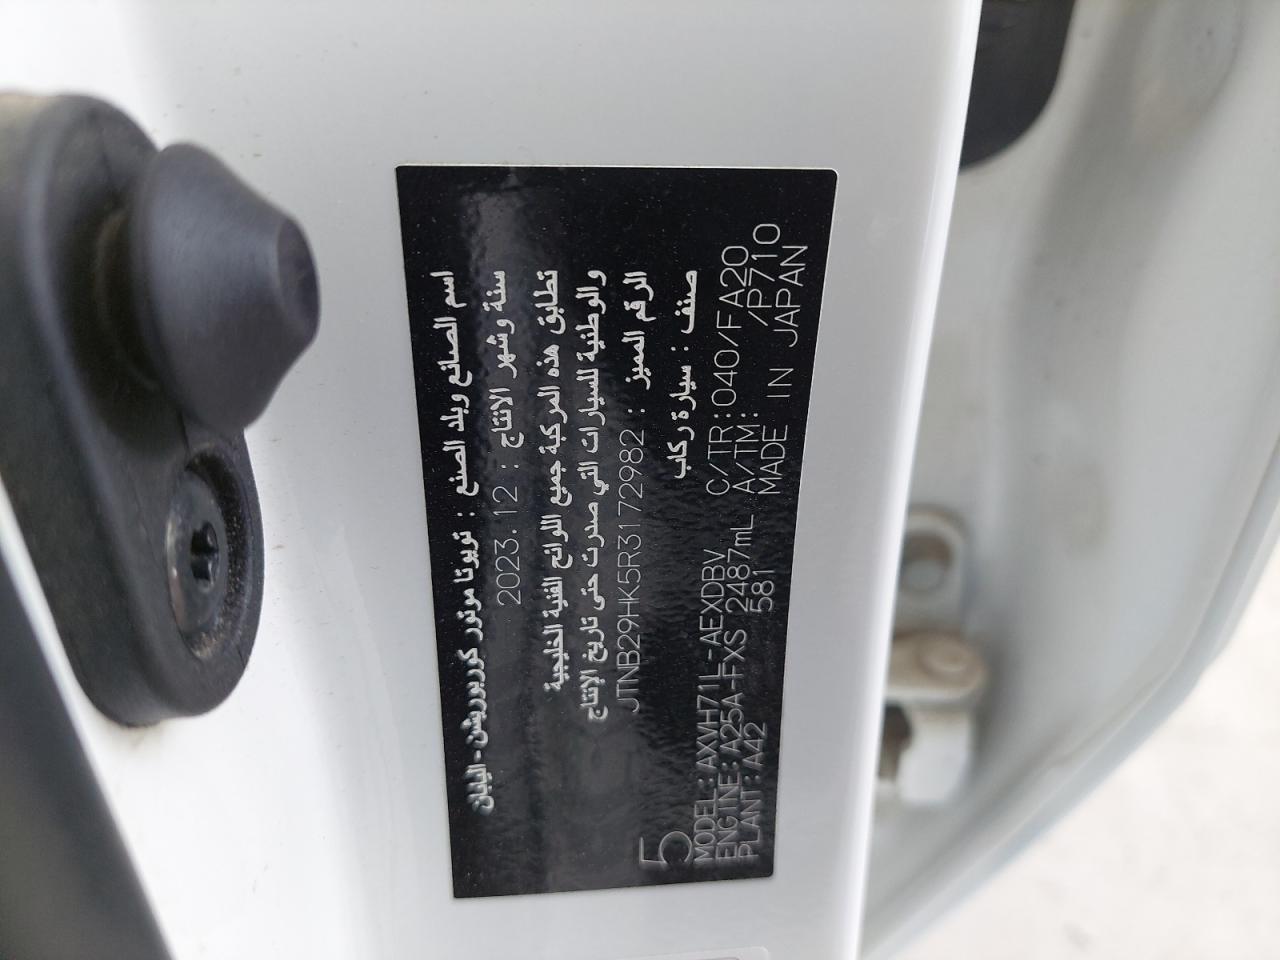 اسم الصانع وبلد الصنع : تويوتا موتور كوربوريشن - اليابان
سنة وشهر الانتاج : 2023.12
تطابق هذه المركبة جميع اللوائح الفنية الخليجية
والوطنية للسيارات التي صدرت حتى تاريخ الإنتاج
الرقم المميز : JTNB29HK5R3172982
5 صنف : سيارة ركاب
MODEL:AXVH71L-AEXDBV C/TR:040/FA20
ENGINE:A25A-FXS 2487mL A/TM: /P710
PLANT:A42 581 MADE IN JAPAN